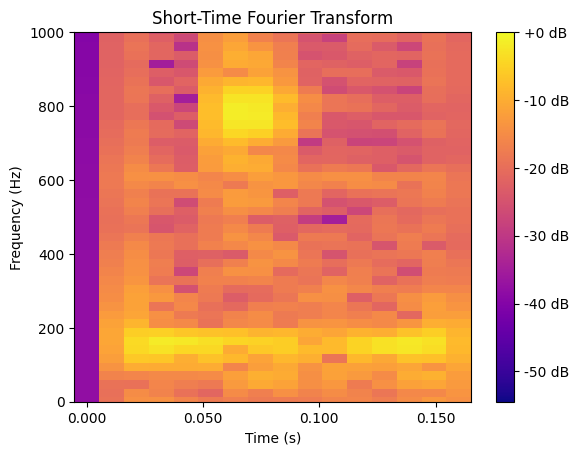 Short-Time Fourier Transform
1000
800
600
400
200
0
Frequency (Hz)
0.000
0.050
0.100
0.150
Time (s)
+0 dB
-10 dB
-20 dB
-30 dB
-40 dB
-50 dB